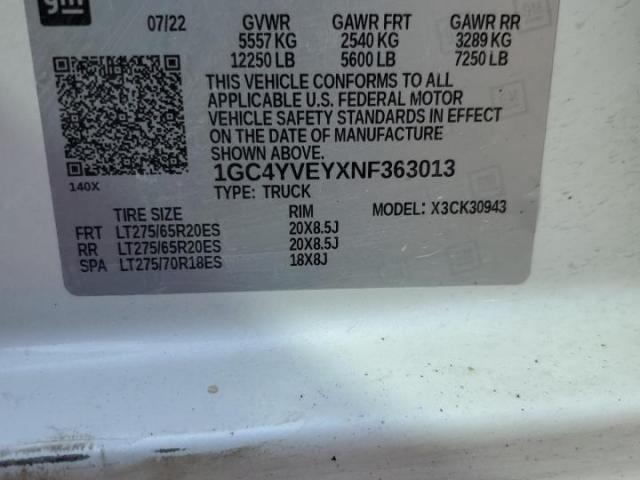 gm
07/22 GVWR GAWR FRT GAWR RR
5557 KG 2540 KG 3289 KG
12250 LB 5600 LB 7250 LB
THIS VEHICLE CONFORMS TO ALL
APPLICABLE U.S. FEDERAL MOTOR
VEHICLE SAFETY STANDARDS IN EFFECT
ON THE DATE OF MANUFACTURE
SHOWN ABOVE.
140X 1GC4YVEYXNF363013
TYPE: TRUCK
TIRE SIZE RIM MODEL: X3CK30943
FRT LT275/65R20ES 20X8.5J
RR LT275/65R20ES 20X8.5J
SPA LT275/70R18ES 18X8J